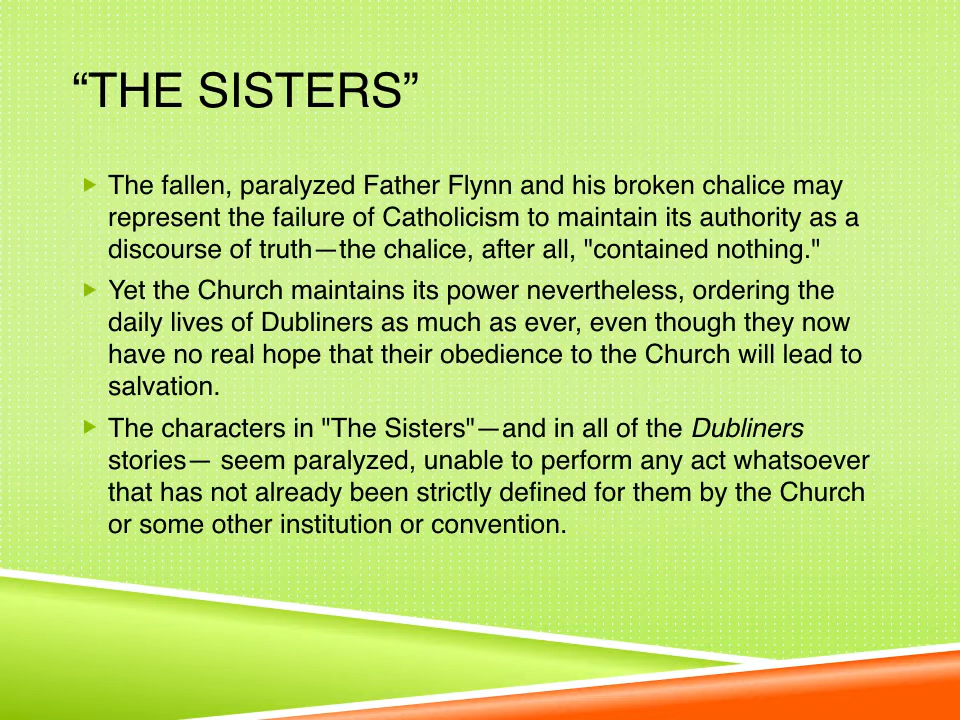 “THE SISTERS”
The fallen, paralyzed Father Flynn and his broken chalice may
represent the failure of Catholicism to maintain its authority as a
discourse of truth—the chalice, after all, "contained nothing."
Yet the Church maintains its power nevertheless, ordering the
daily lives of Dubliners as much as ever, even though they now
have no real hope that their obedience to the Church will lead to
salvation.
The characters in "The Sisters"—and in all of the Dubliners
stories— seem paralyzed, unable to perform any act whatsoever
that has not already been strictly defined for them by the Church
or some other institution or convention.